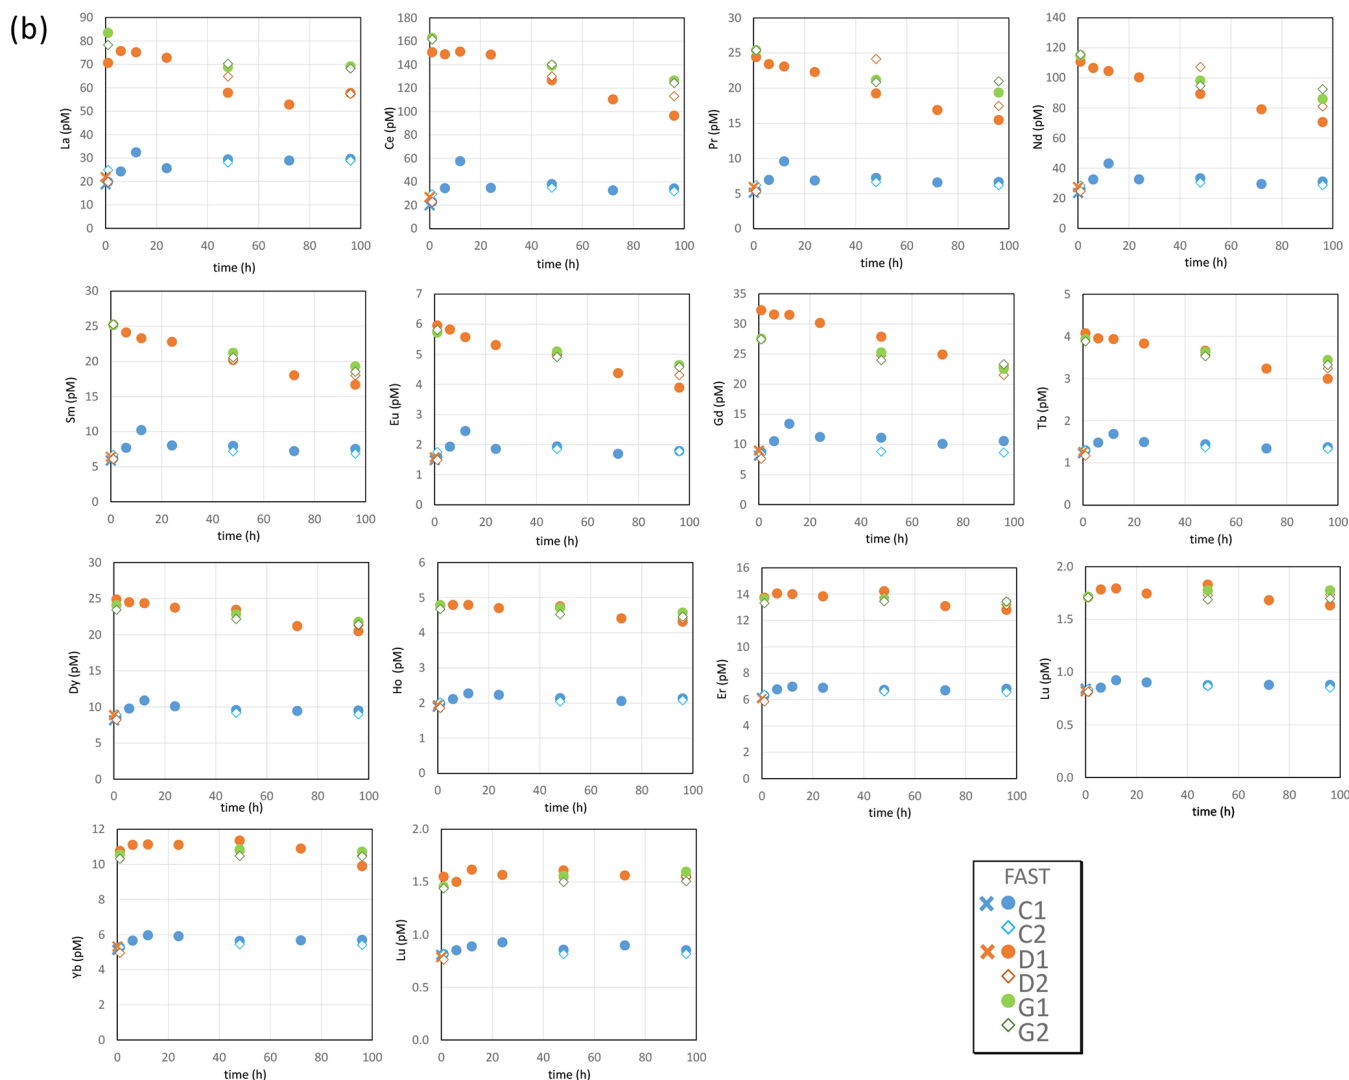 (b)
90
80
70
60
50
40
30
20
10
0
La (pM)
0 20 40 60 80 100
time (h)
180
160
140
120
100
80
60
40
20
0
Ce (pM)
0 20 40 60 80 100
time (h)
30
25
20
15
10
5
0
Pr (pM)
0 20 40 60 80 100
time (h)
140
120
100
80
60
40
20
0
Nd (pM)
0 20 40 60 80 100
time (h)
30
25
20
15
10
5
0
Sm (pM)
0 20 40 60 80 100
time (h)
7
6
5
4
3
2
1
0
Eu (pM)
0 20 40 60 80 100
time (h)
35
30
25
20
15
10
5
0
Gd (pM)
0 20 40 60 80 100
time (h)
5
4
3
2
1
0
Tb (pM)
0 20 40 60 80 100
time (h)
30
25
20
15
10
5
0
Dy (pM)
0 20 40 60 80 100
time (h)
6
5
4
3
2
1
0
Ho (pM)
0 20 40 60 80 100
time (h)
16
14
12
10
8
6
4
2
0
Er (pM)
0 20 40 60 80 100
time (h)
2.0
1.5
1.0
0.5
0.0
Lu (pM)
0 20 40 60 80 100
time (h)
12
10
8
6
4
2
0
Yb (pM)
0 20 40 60 80 100
time (h)
2.0
1.5
1.0
0.5
0.0
Lu (pM)
0 20 40 60 80 100
time (h)
FAST
C1
C2
D1
D2
G1
G2